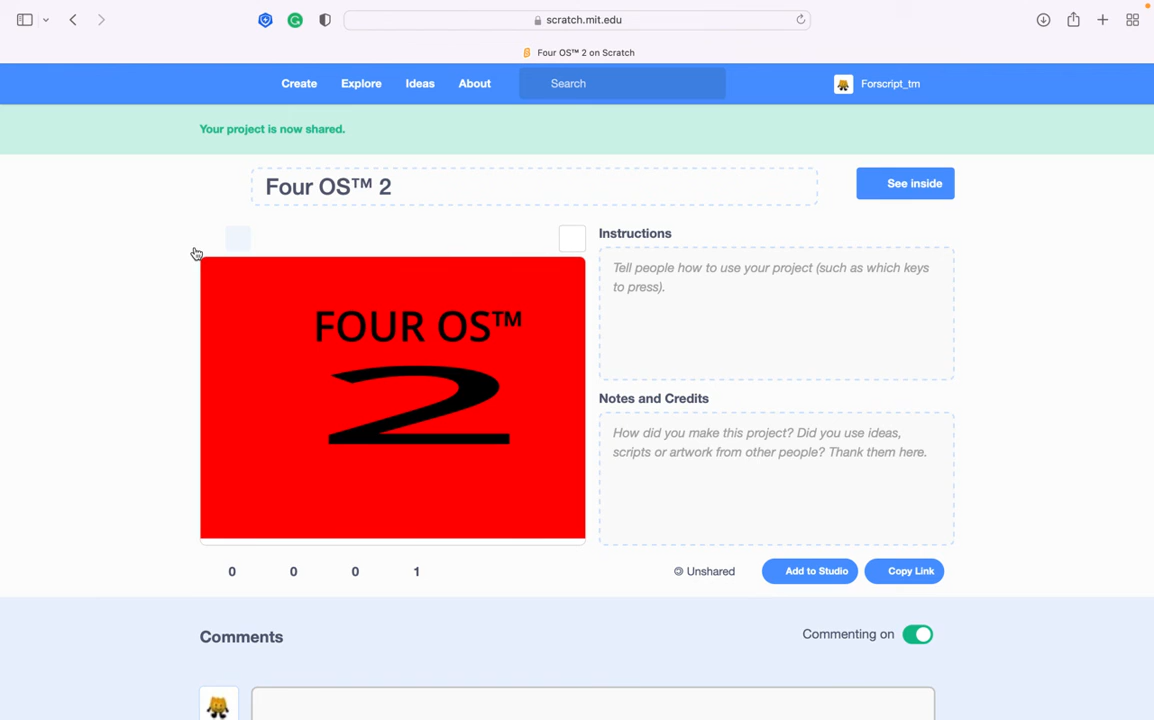 scratch.mit.edu
Four OS™ 2 on Scratch
Create
Explore
Ideas
About
Search
Forscript_tm
Your project is now shared.
Four OS™ 2
See inside
Instructions
Tell people how to use your project (such as which keys
to press).
FOUR OS™
2
Notes and Credits
How did you make this project? Did you use ideas,
scripts or artwork from other people? Thank them here.
0
0
0
1
Unshared
Add to Studio
Copy Link
Comments
Commenting on